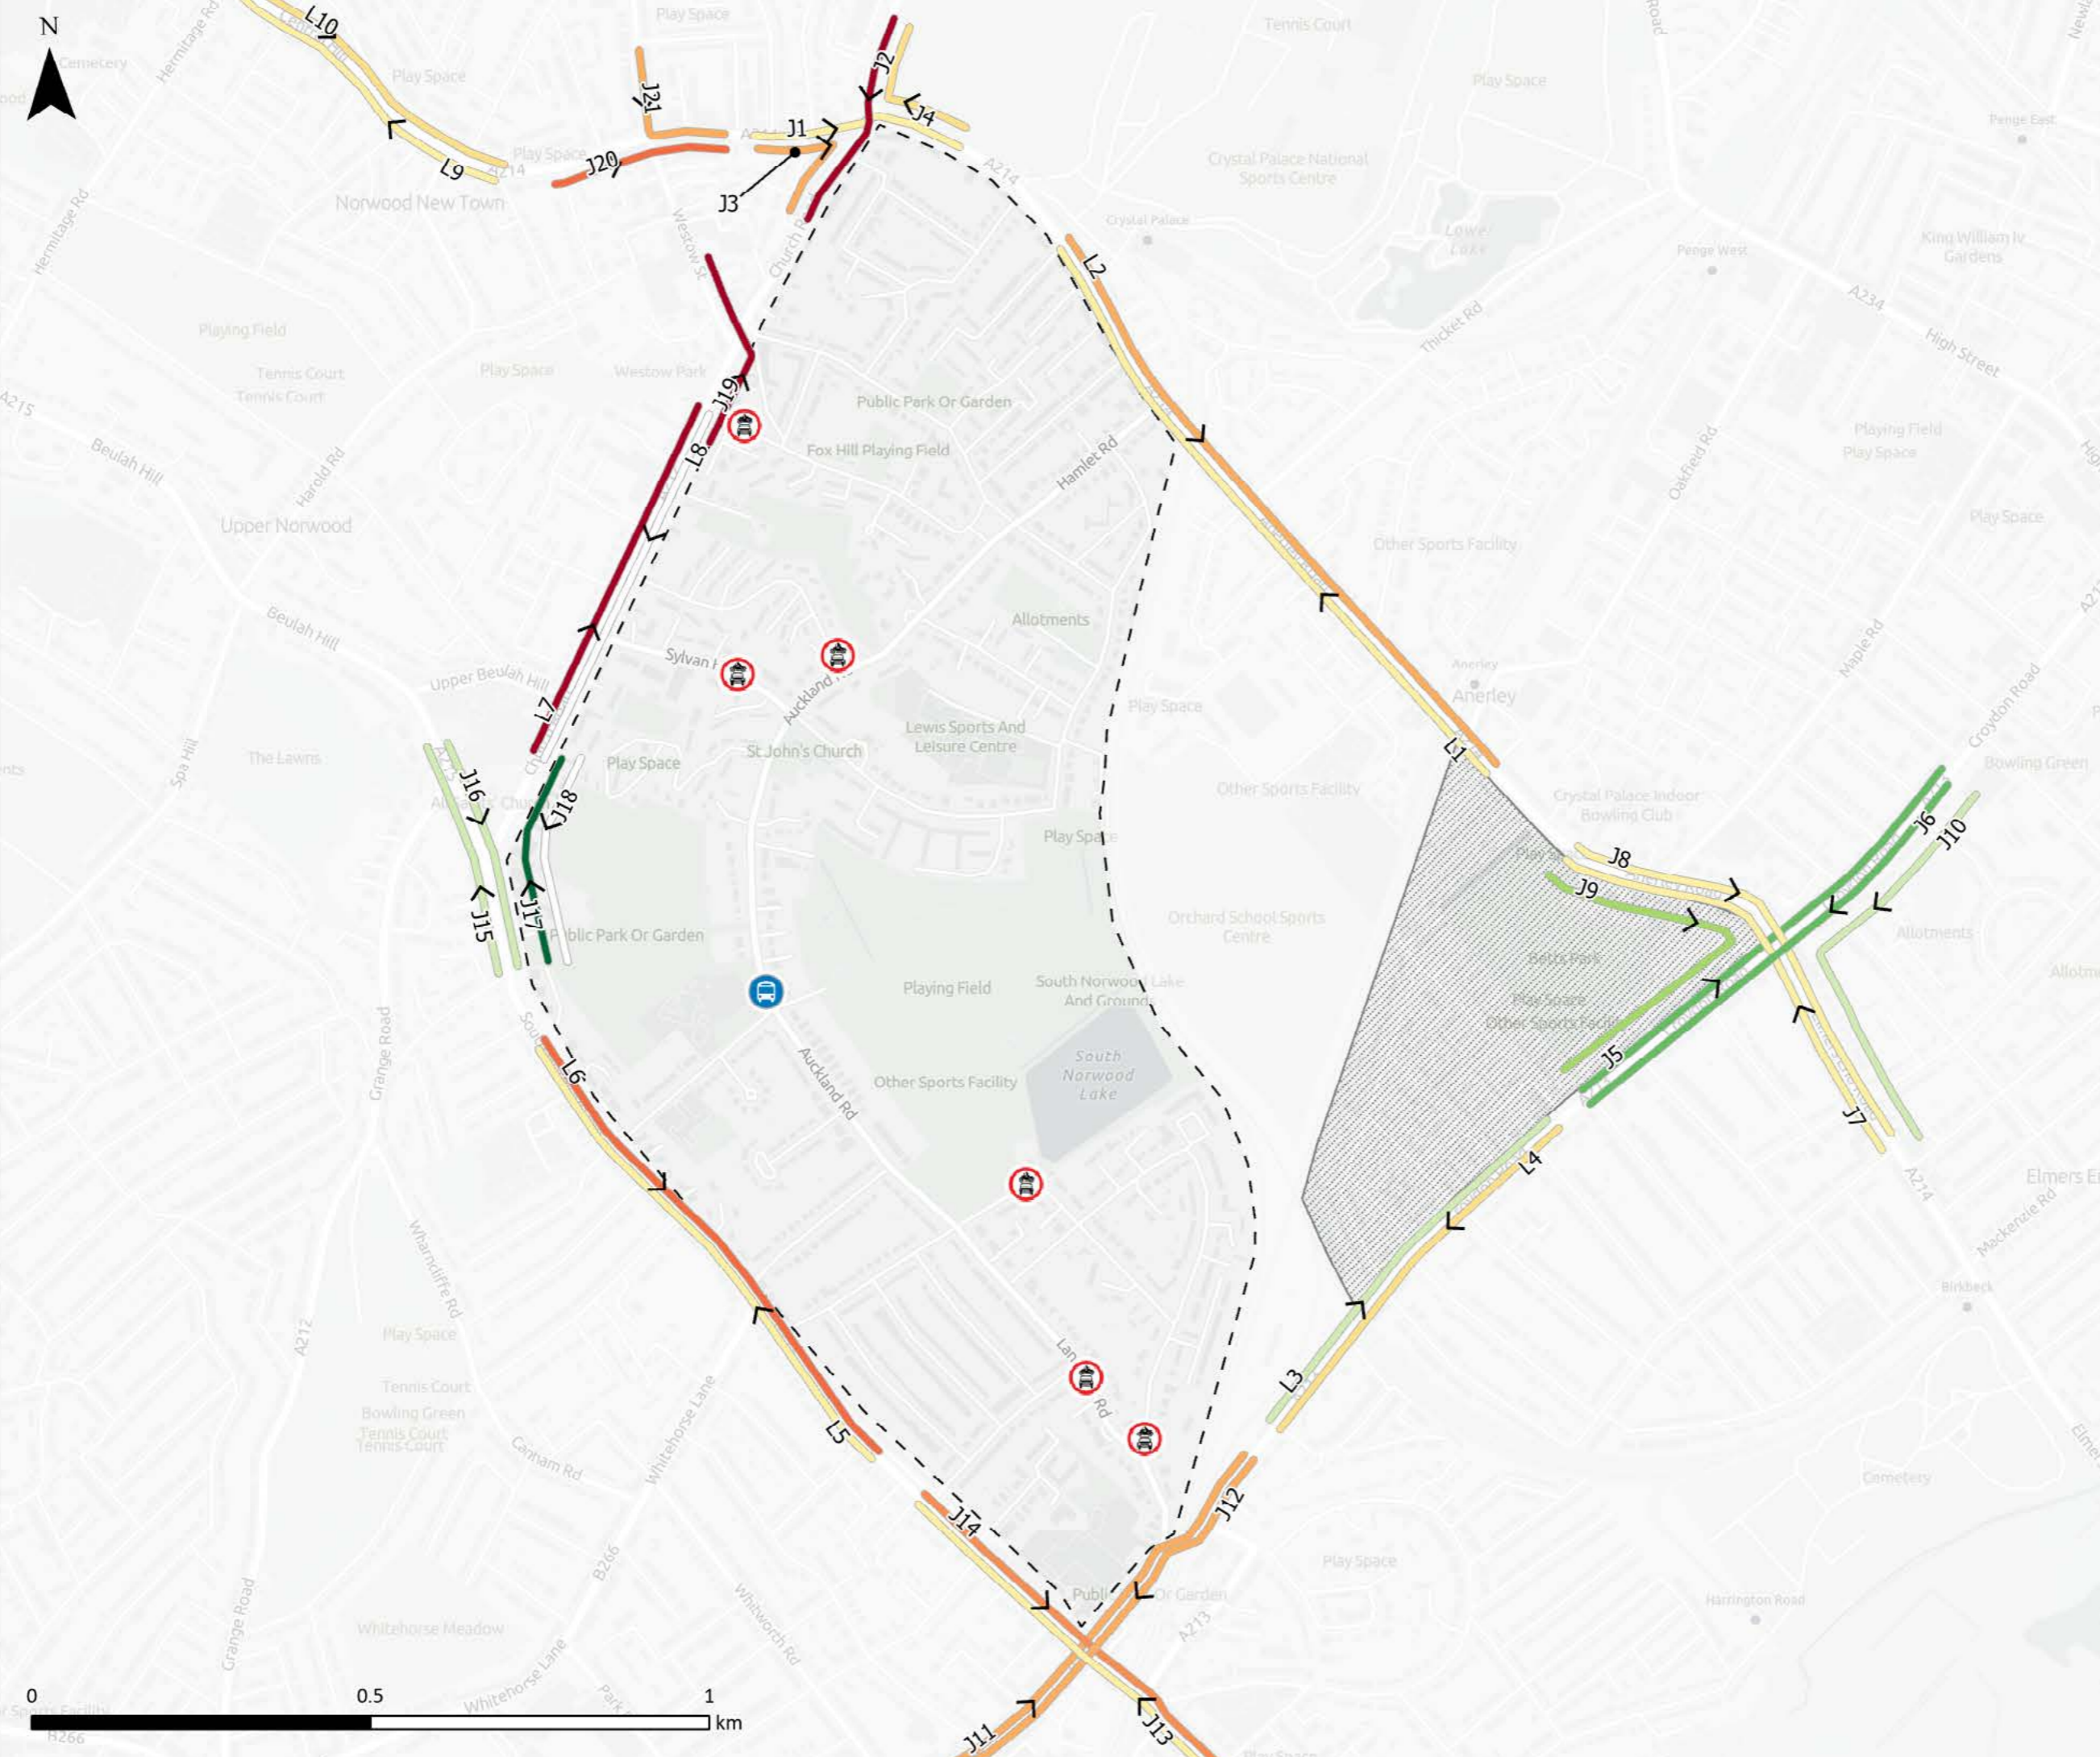 N
L10
Hermitage Rd
Play Space
Tennis Court
Road
Cemetery
Play Space
J21
J2
Play Space
J4
J1
Penge East
A214
L9
Play Space
J20
A214
Crystal Palace National
Sports Centre
Norwood New Town
J3
Hermitage Rd
Westow St
L2
Crystal Palace
Lower
Lake
Penge West
King William Iv
Gardens
A234
High Street
Thicket Rd
Playing Field
Tennis Court
Tennis Court
Play Space
Westow Park
J19
Public Park Or Garden
A215
Fox Hill Playing Field
L8
Hamlet Rd
Playing Field
Play Space
Beulah Hill
Harold Rd
Oakfield Rd
Upper Norwood
Play Space
Other Sports Facility
Beulah Hill
Allotments
Maple Rd
Upper Beulah Hill
L7
Auckland
Anerley
Anerley
Play Space
Croydon Road
Spa Hill
The Lawns
St John's Church
Lewis Sports And
Leisure Centre
Play Space
L1
Bowling Green
J16
J18
Other Sports Facility
Crystal Palace Indoor
Bowling Club
Play Space
J8
J6
J10
J9
J15
J17
Public Park Or Garden
Orchard School Sports
Centre
Allotments
Betts Park
Playing Field
South Norwood Lake
And Grounds
Play Space
Other Sports Facility
Grange Road
L6
Auckland Rd
Other Sports Facility
South
Norwood
Lake
J5
J7
L4
A214
Mackenzie Rd
Wharncliffe Rd
A212
Play Space
Birkbeck
Tennis Court
Bowling Green
Tennis Court
Tennis Court
L3
L5
Whitehorse Lane
Canham Rd
Cemetery
J14
J12
B266
Play Space
Or Garden
A213
Harrington Road
Whitehorse Meadow
Whitworth Rd
Grange Road
Whitehorse Lane
0
0.5
1
km
J11
J13
B266